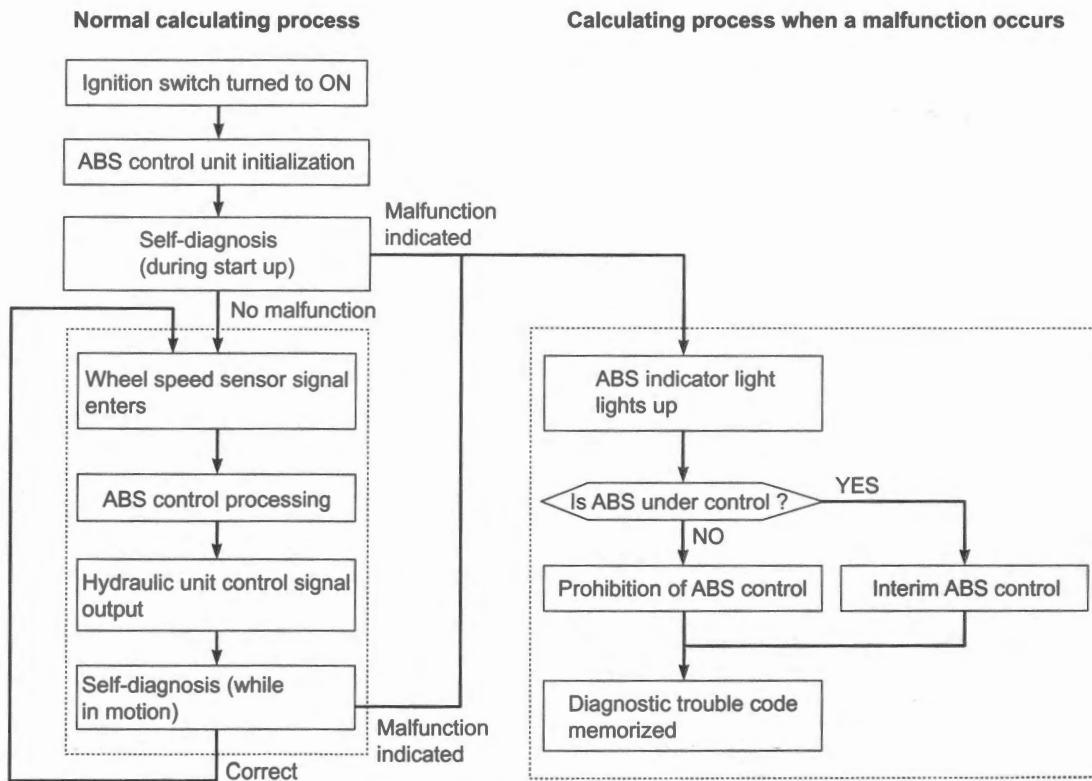 Normal calculating process
Calculating process when a malfunction occurs
Ignition switch turned to ON
ABS control unit initialization
Self-diagnosis
(during start up)
Malfunction
indicated
No malfunction
Wheel speed sensor signal
enters
ABS control processing
Hydraulic unit control signal
output
Self-diagnosis (while
in motion)
Malfunction
indicated
Correct
ABS indicator light
lights up
Is ABS under control ?
YES
NO
Prohibition of ABS control
Interim ABS control
Diagnostic trouble code
memorized